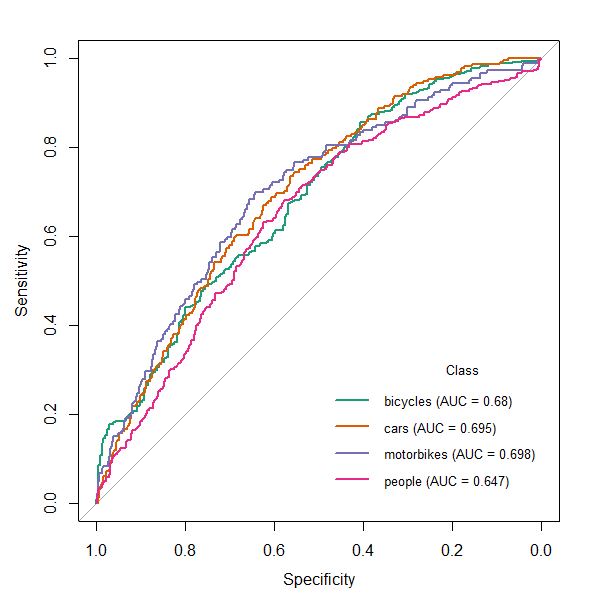 1.0
0.8
0.6
0.4
0.2
0.0
Sensitivity
Class
bicycles (AUC = 0.68)
cars (AUC = 0.695)
motorbikes (AUC = 0.698)
people (AUC = 0.647)
1.0 0.8 0.6 0.4 0.2 0.0
Specificity